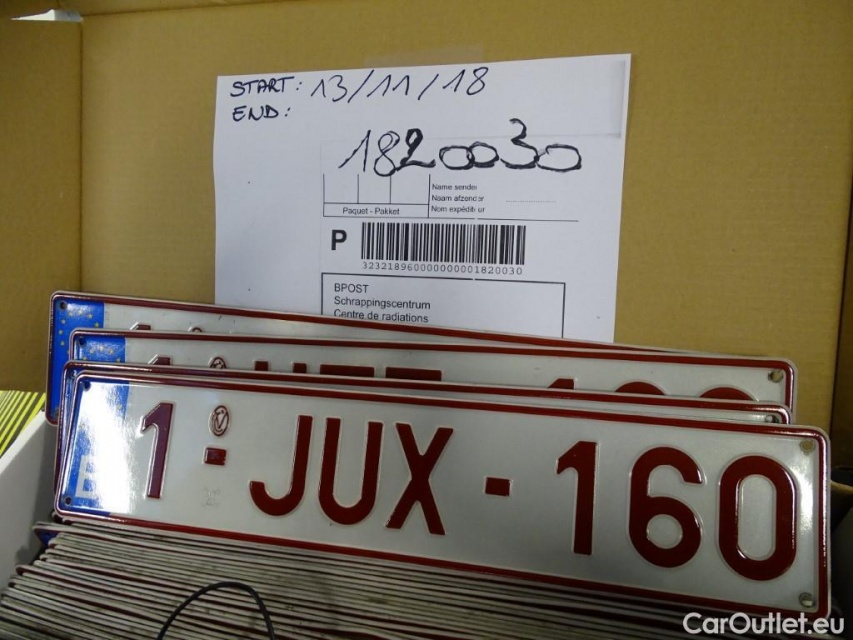 START: 13/11/18
END:
1820030
Name sender
Naam afzender
Paquet - Pakket
Nom expéditeur
P
32321896000000001820030
BPOST
Schrappingscentrum
Centre de radiations
B
1-JUX-160
CarOutlet.eu